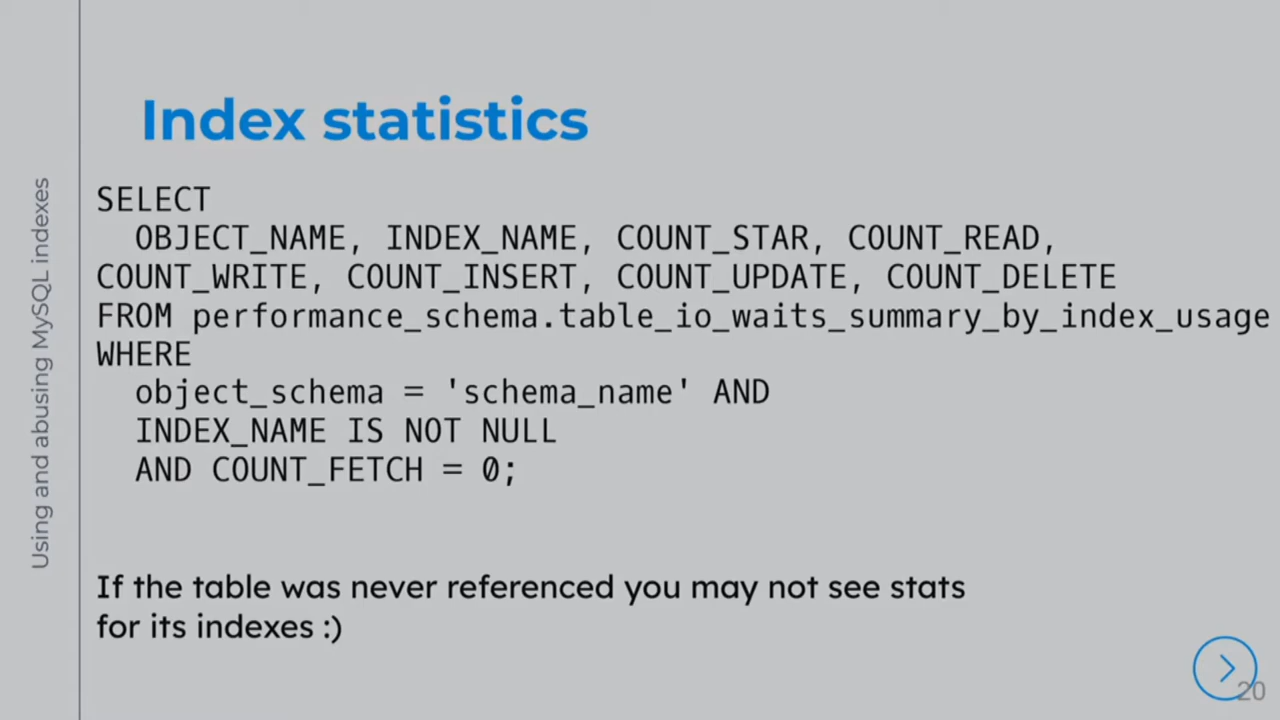 Index statistics
SELECT
OBJECT_NAME, INDEX_NAME, COUNT_STAR, COUNT_READ,
COUNT_WRITE, COUNT_INSERT, COUNT_UPDATE, COUNT_DELETE
FROM performance_schema.table_io_waits_summary_by_index_usage
WHERE
object_schema = 'schema_name' AND
INDEX_NAME IS NOT NULL
AND COUNT_FETCH = 0;
If the table was never referenced you may not see stats
for its indexes :)
Using and abusing MySQL indexes
20